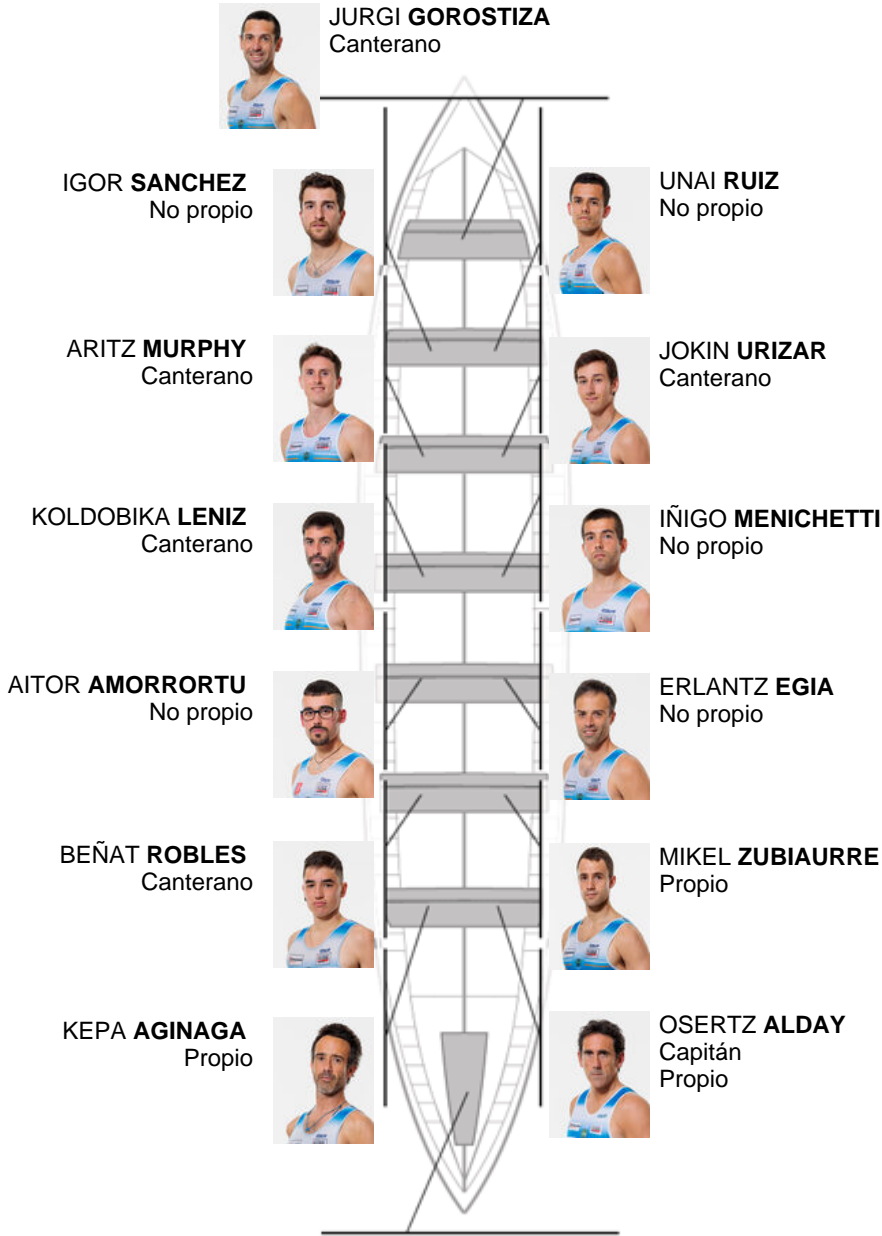 JURGI GOROSTIZA
Canterano
IGOR SANCHEZ
No propio
UNAI RUIZ
No propio
ARITZ MURPHY
Canterano
JOKIN URIZAR
Canterano
KOLDOBIKA LENIZ
Canterano
IÑIGO MENICHETTI
No propio
AITOR AMORRORTU
No propio
ERLANTZ EGIA
No propio
BEÑAT ROBLES
Canterano
MIKEL ZUBIAURRE
Propio
KEPA AGINAGA
Propio
OSERTZ ALDAY
Capitán
Propio